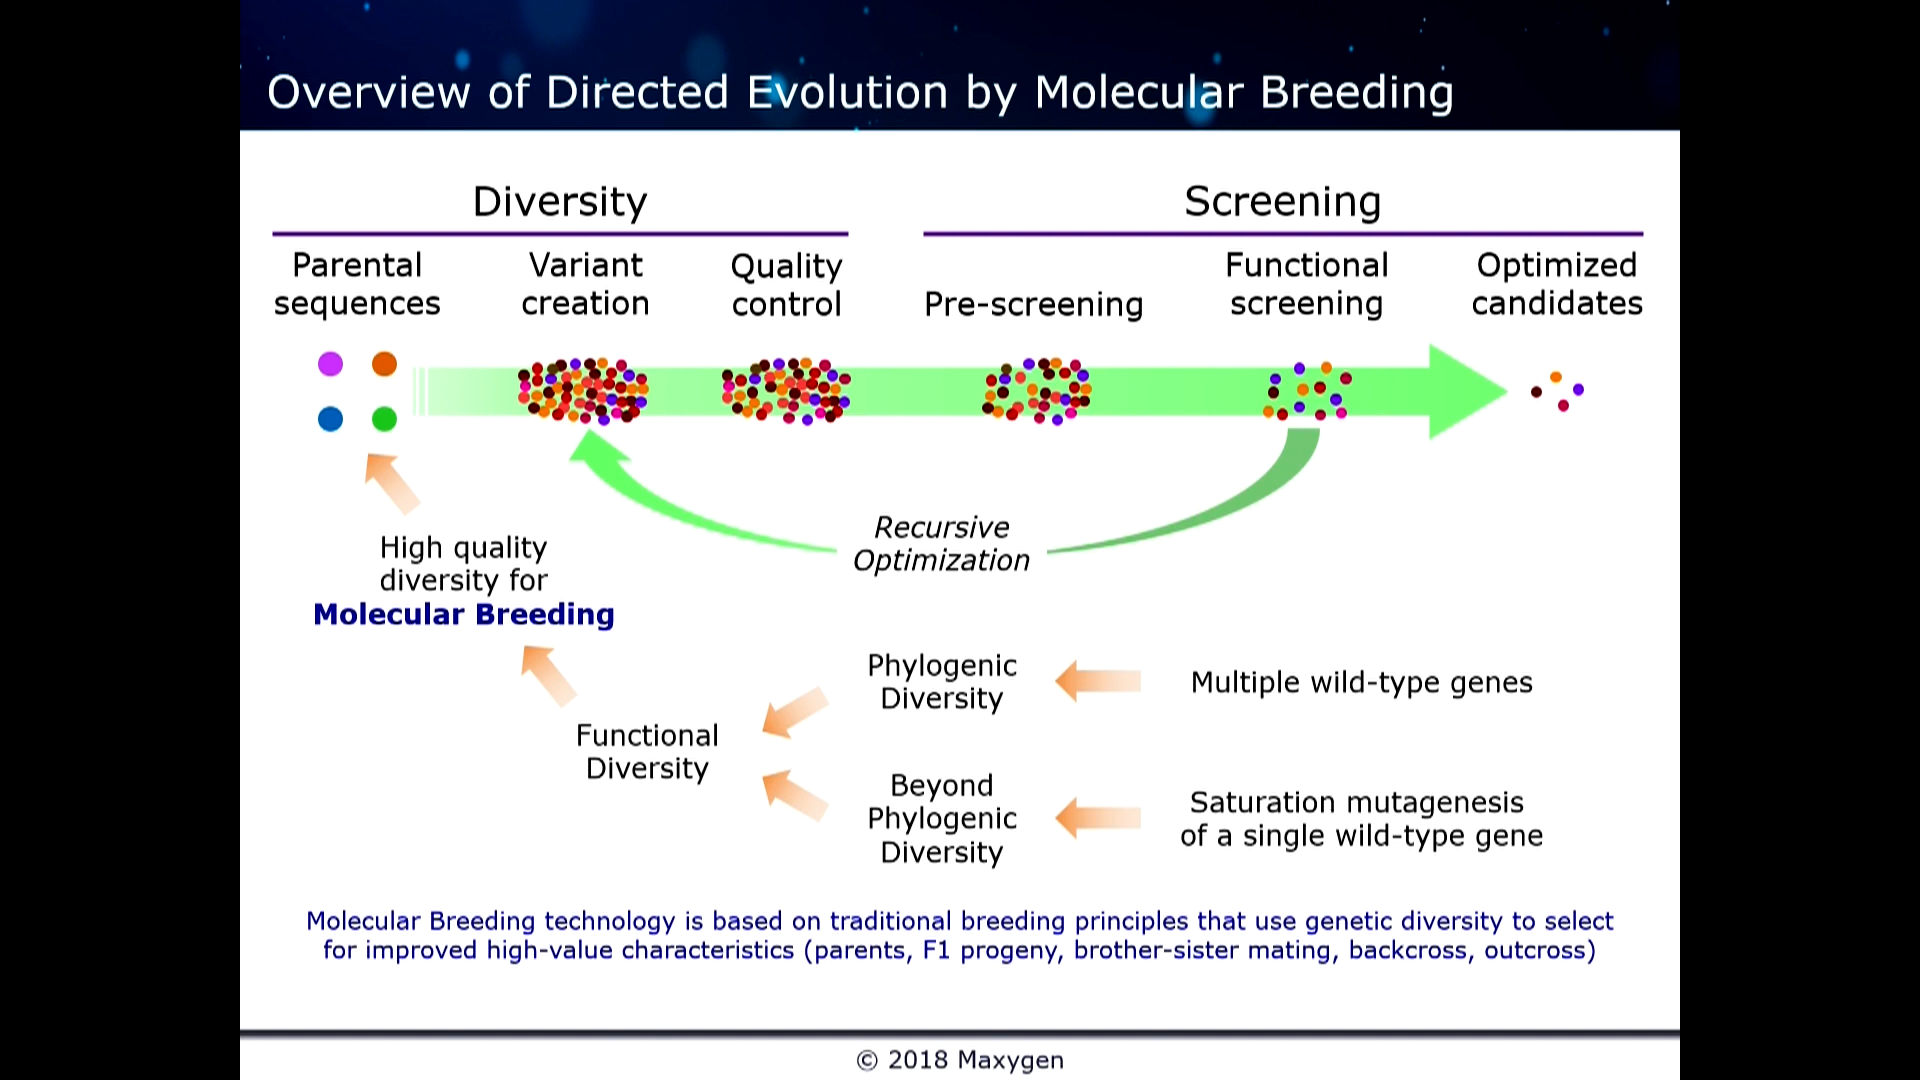 Overview of Directed Evolution by Molecular Breeding
Diversity
Screening
Parental
sequences
Variant
creation
Quality
control
Pre-screening
Functional
screening
Optimized
candidates
Recursive
Optimization
High quality
diversity for
Molecular Breeding
Functional
Diversity
Phylogenic
Diversity
Multiple wild-type genes
Beyond
Phylogenic
Diversity
Saturation mutagenesis
of a single wild-type gene
Molecular Breeding technology is based on traditional breeding principles that use genetic diversity to select
for improved high-value characteristics (parents, F1 progeny, brother-sister mating, backcross, outcross)
© 2018 Maxygen